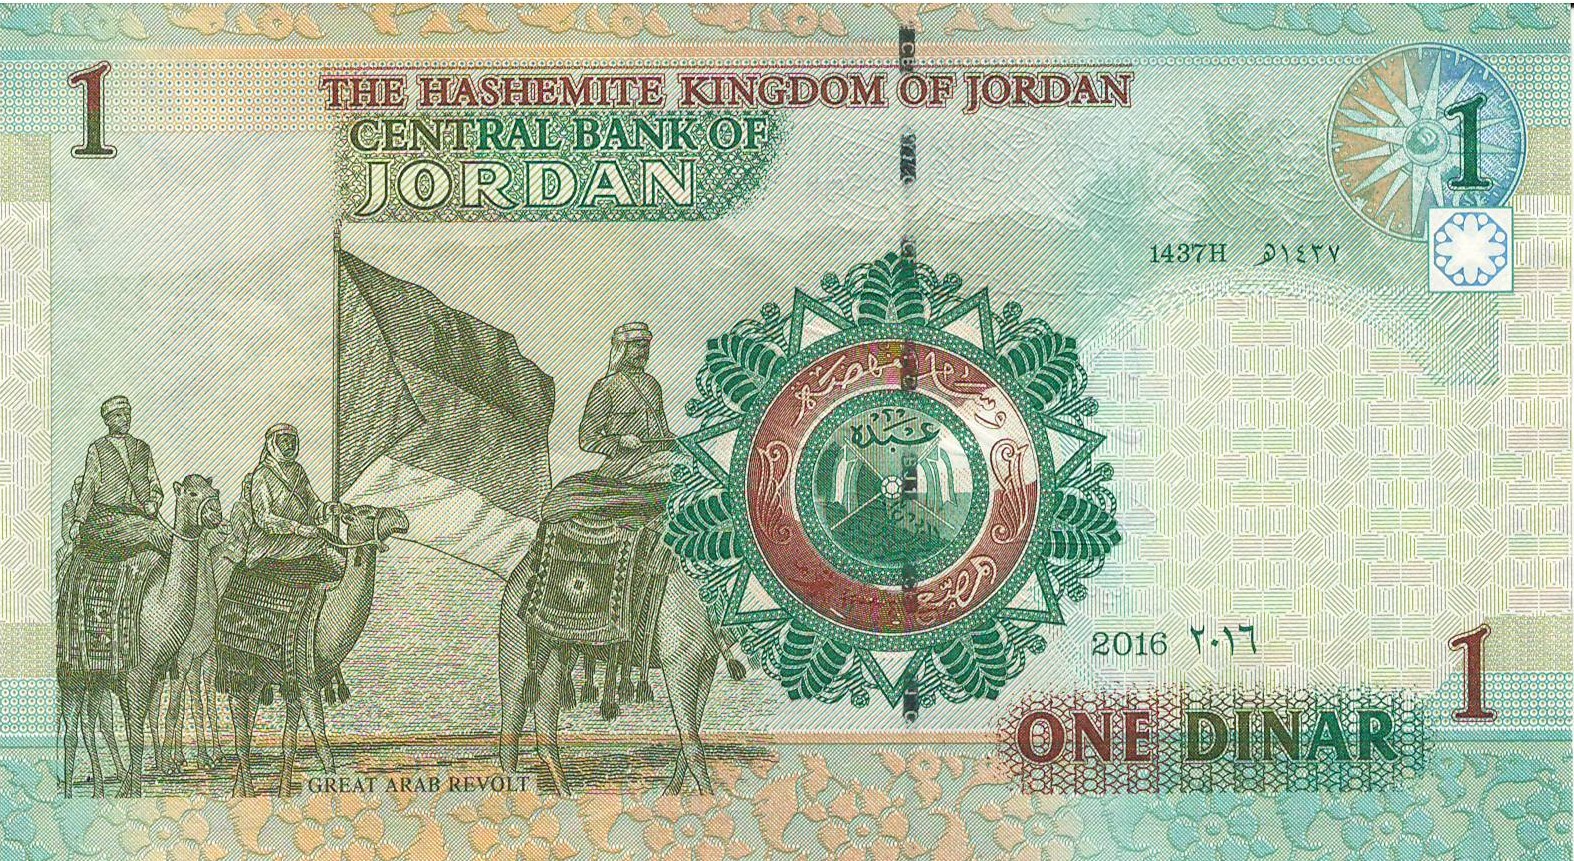 1
THE HASHEMITE KINGDOM OF JORDAN
CENTRAL BANK OF
JORDAN
1
1437H ١٤٣٧هـ
2016 ٢٠١٦
1
ONE DINAR
GREAT ARAB REVOLT